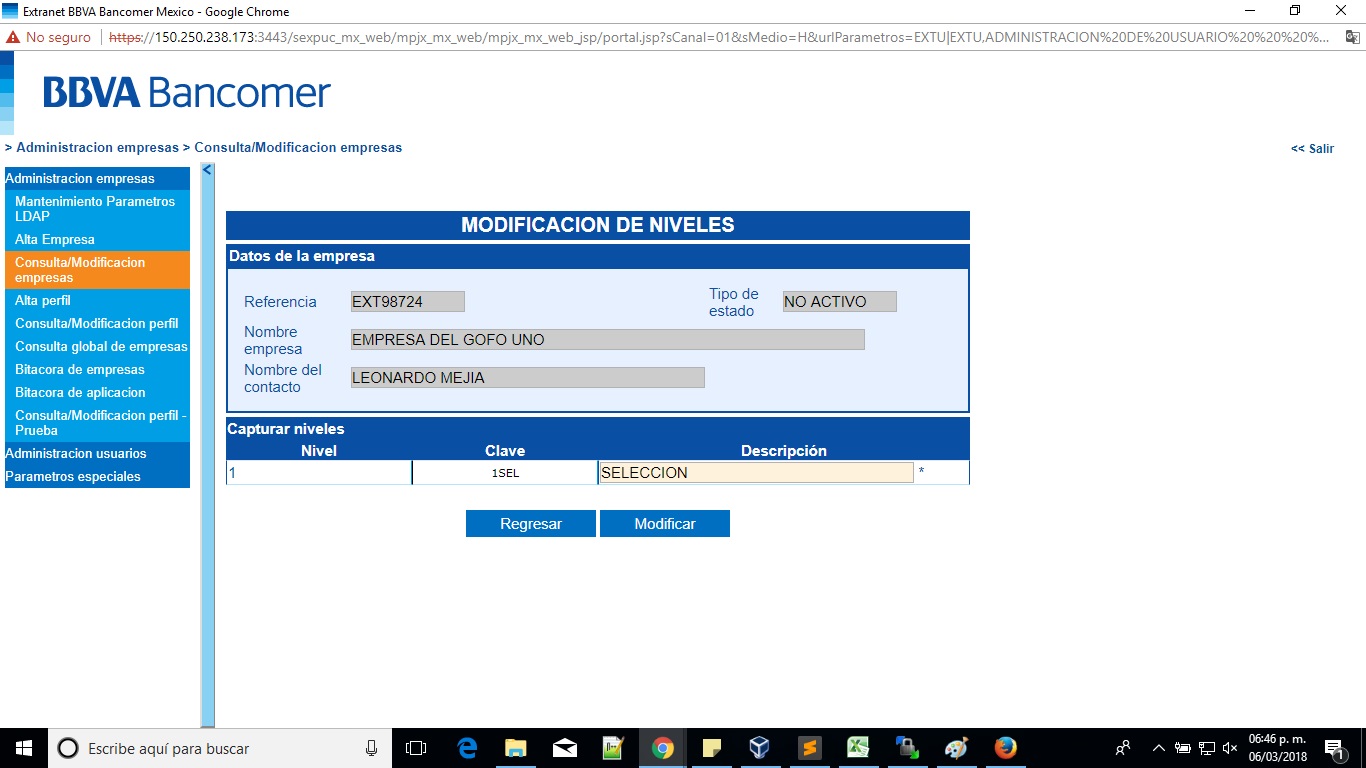 Extranet BBVA Bancomer Mexico - Google Chrome
No seguro | https://150.250.238.173:3443/sexpuc_mx_web/mpjx_mx_web/mpjx_mx_web_jsp/portal.jsp?sCanal=01&sMedio=H&urlParametros=EXTU|EXTU,ADMINISTRACION%20DE%20USUARIO%20%20%20%...
BBVA Bancomer
> Administracion empresas > Consulta/Modificacion empresas
<< Salir
Administracion empresas
Mantenimiento Parametros
LDAP
Alta Empresa
Consulta/Modificacion
empresas
Alta perfil
Consulta/Modificacion perfil
Consulta global de empresas
Bitacora de empresas
Bitacora de aplicacion
Consulta/Modificacion perfil -
Prueba
Administracion usuarios
Parametros especiales
<
MODIFICACION DE NIVELES
Datos de la empresa
Referencia EXT98724 Tipo de
estado NO ACTIVO
Nombre
empresa EMPRESA DEL GOFO UNO
Nombre del
contacto LEONARDO MEJIA
Capturar niveles
Nivel Clave Descripción
1 1SEL SELECCION *
Regresar Modificar
Escribe aquí para buscar
06:46 p. m.
06/03/2018
1